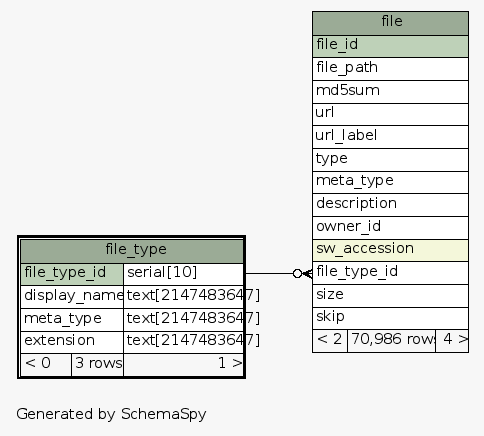 file
file_id
file_path
md5sum
url
url_label
type
meta_type
description
owner_id
sw_accession
file_type_id
size
skip
< 2 70,986 rows 4 >
file_type
file_type_id serial[10]
display_name text[2147483647]
meta_type text[2147483647]
extension text[2147483647]
< 0 3 rows 1 >
Generated by SchemaSpy